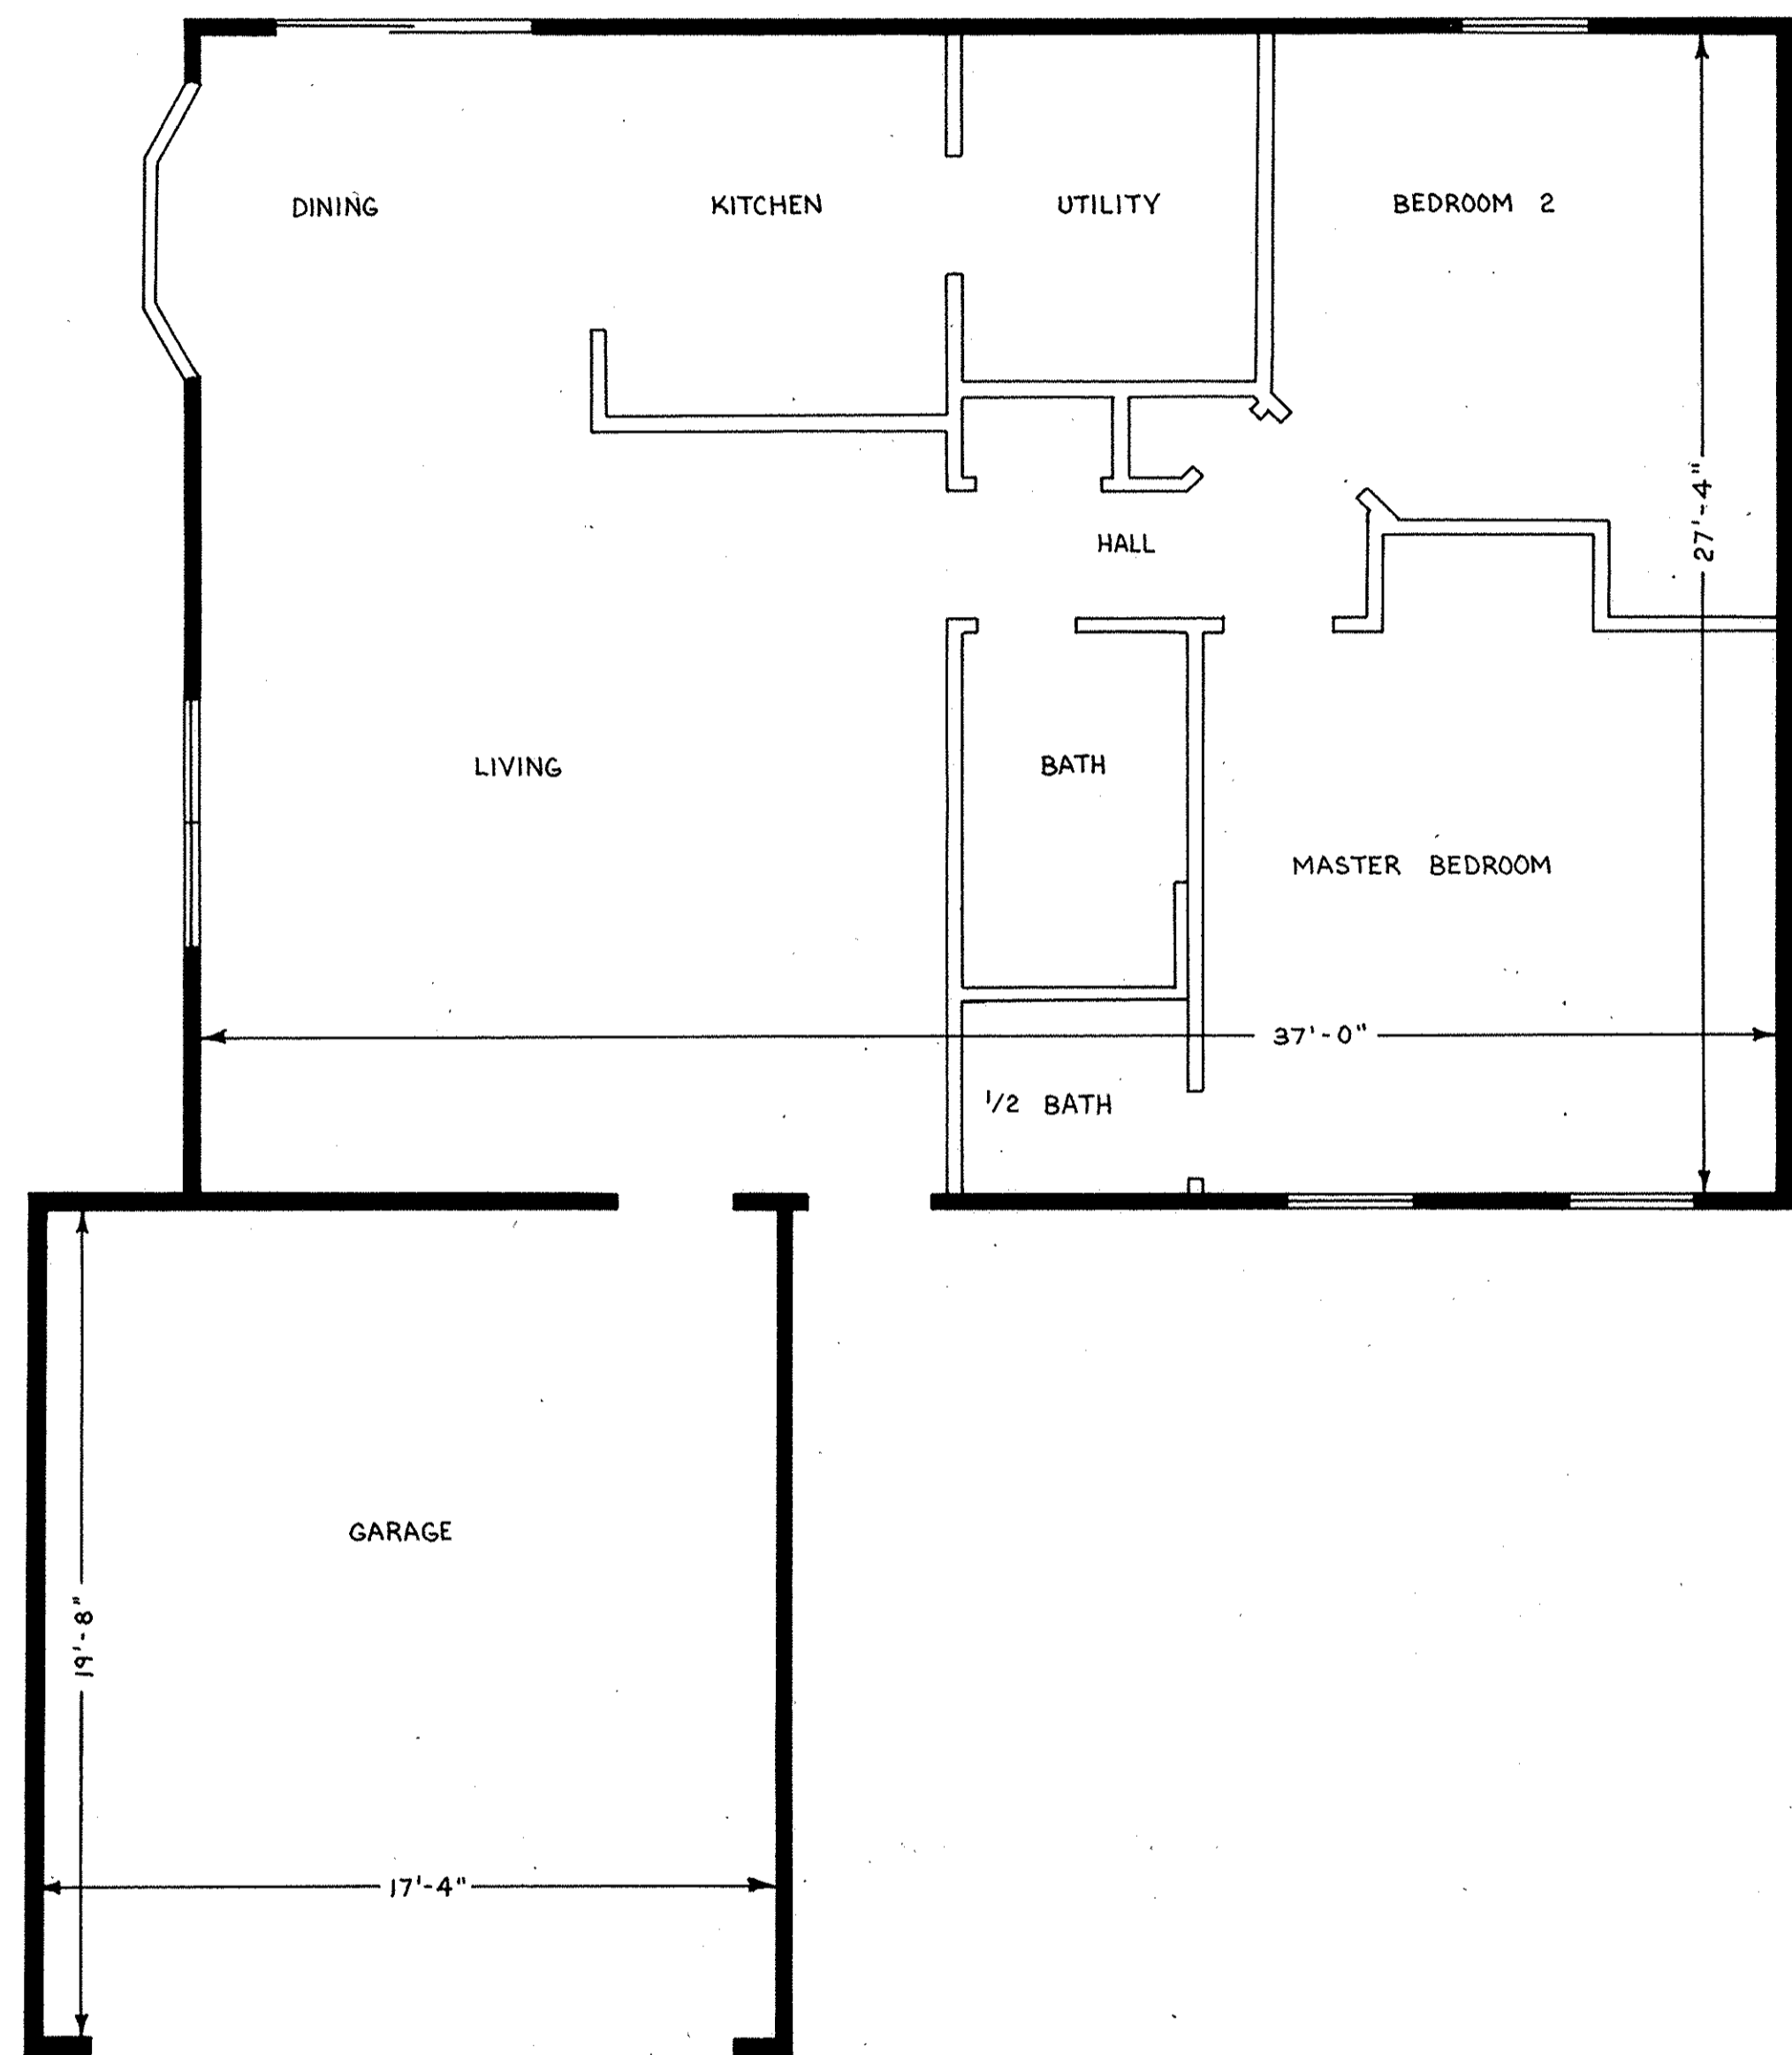 DINING
KITCHEN
UTILITY
BEDROOM 2
27'-4"
HALL
LIVING
BATH
MASTER BEDROOM
37'-0"
1/2 BATH
GARAGE
19'-8"
17'-4"